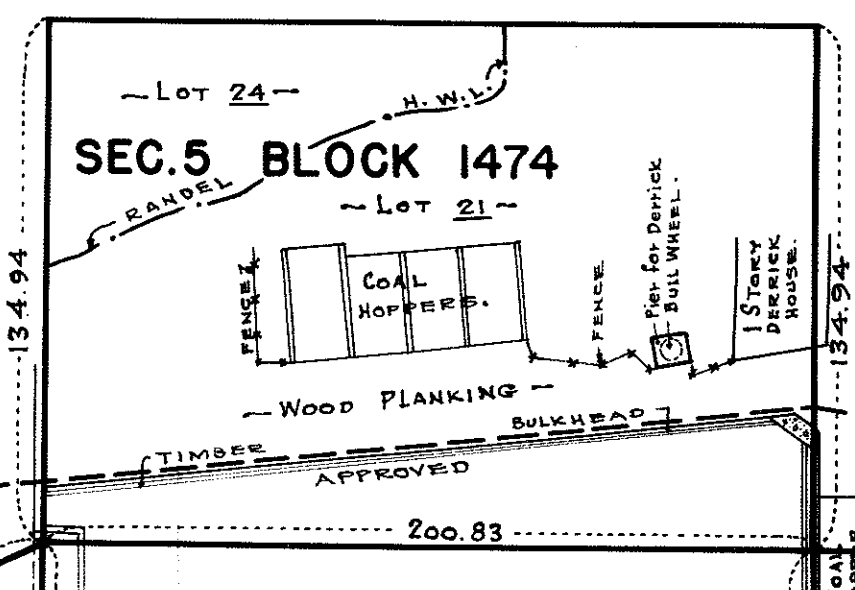 ~ LOT 24 ~
H. W. L.
SEC. 5 BLOCK 1474
RANDEL
~ LOT 21 ~
134.94
FENCE
COAL
HOPPERS.
FENCE
Pier for Derrick
Bull WHEEL.
1 STORY
DERRICK
HOUSE.
134.94
~ WOOD PLANKING ~
TIMBER
BULKHEAD
APPROVED
200.83